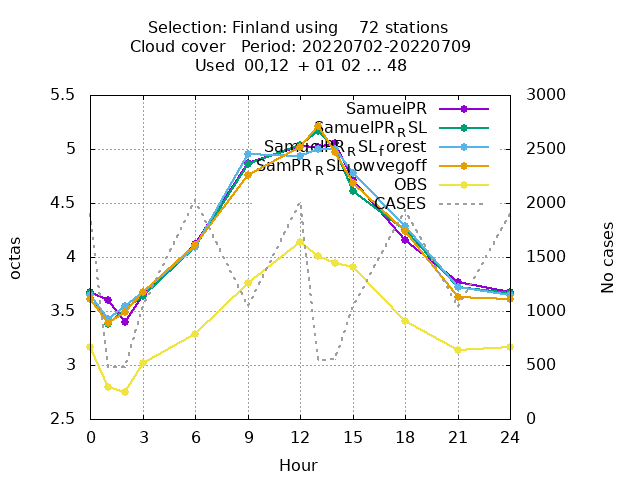 Selection: Finland using 72 stations
Cloud cover Period: 20220702-20220709
Used 00,12 + 01 02 ... 48
5.5
5
4.5
4
3.5
3
2.5
octas
3000
2500
2000
1500
1000
500
0
No cases
SamuelPR
SamuelPR_RSL
SamuelPR_RSL_forest
SamPR_RSL_lowvegoff
OBS
CASES
0 3 6 9 12 15 18 21 24
Hour